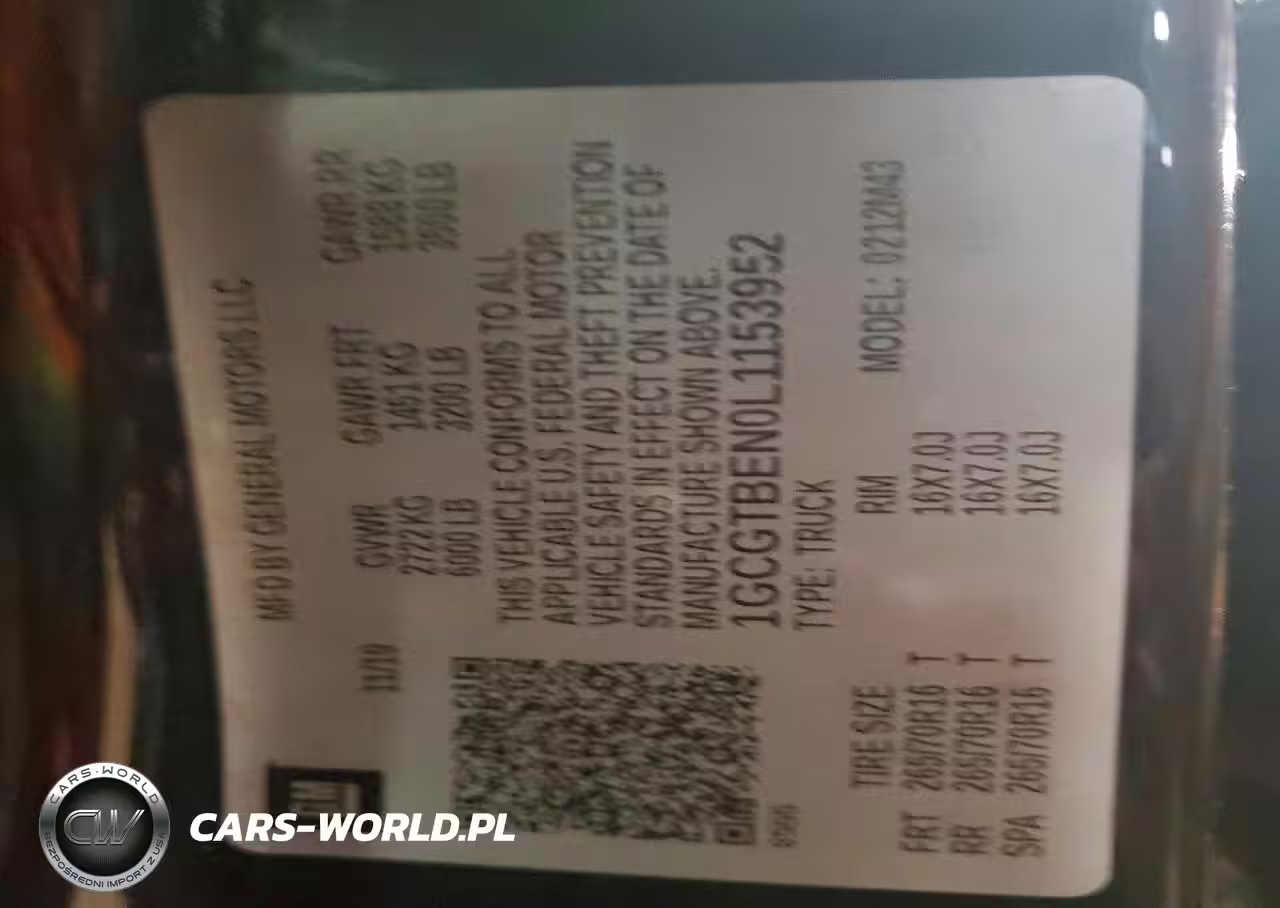 MFD BY GENERAL MOTORS LLC
11/19
GVWR GAWR FRT GAWR RR
2722 KG 1451 KG 1588 KG
6000 LB 3200 LB 3500 LB
THIS VEHICLE CONFORMS TO ALL
APPLICABLE U.S. FEDERAL MOTOR
VEHICLE SAFETY AND THEFT PREVENTION
STANDARDS IN EFFECT ON THE DATE OF
MANUFACTURE SHOWN ABOVE.
1GCGTBEN0L1153952
TYPE: TRUCK
TIRE SIZE RIM MODEL: 0212M43
FRT 265/70R16 T 16X7.0J
RR 265/70R16 T 16X7.0J
SPA 265/70R16 T 16X7.0J
CARS-WORLD
CW
BEZPOŚREDNI IMPORT Z USA
CARS-WORLD.PL